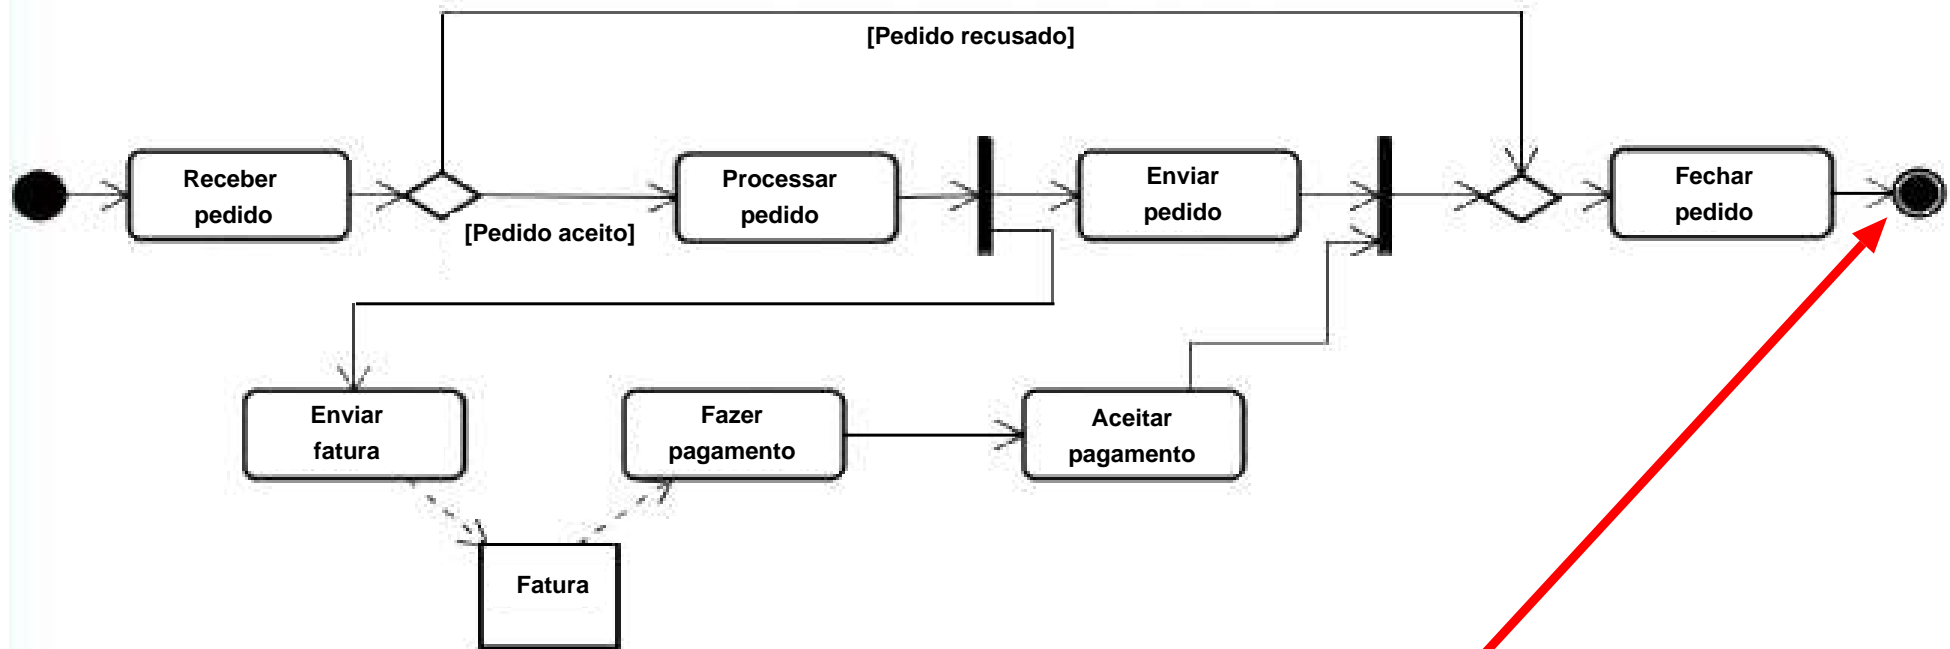 [Pedido recusado]
Receber
pedido
[Pedido aceito]
Processar
pedido
Enviar
pedido
Fechar
pedido
Enviar
fatura
Fazer
pagamento
Aceitar
pagamento
Fatura